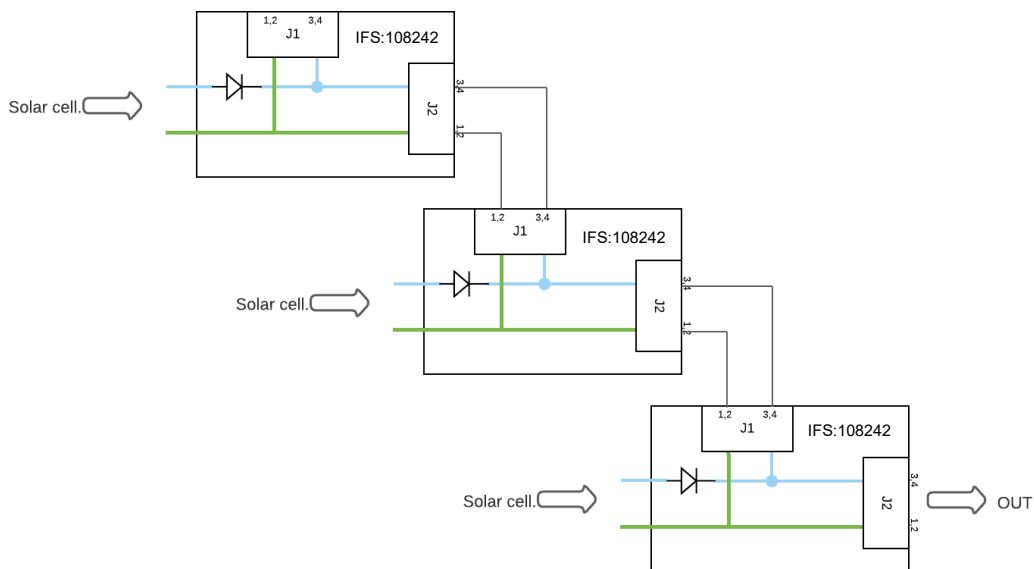 1,2 3,4
J1
IFS:108242
Solar cell.
J2
3,4
1,2
1,2 3,4
J1
IFS:108242
Solar cell.
J2
3,4
1,2
1,2 3,4
J1
IFS:108242
Solar cell.
J2
3,4
1,2
OUT